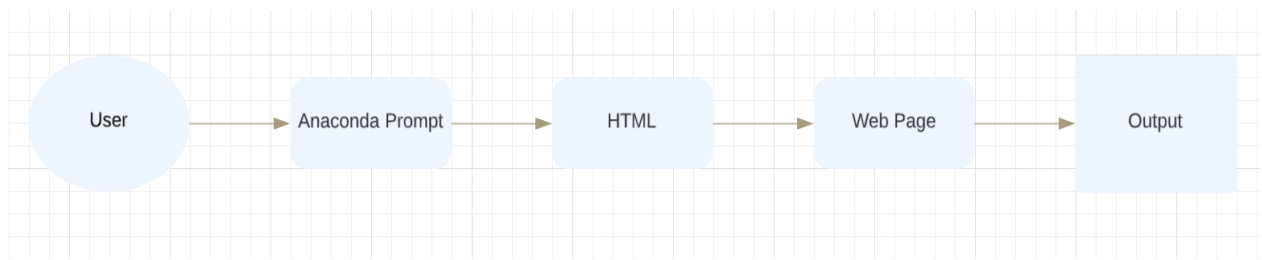 User
Anaconda Prompt
HTML
Web Page
Output